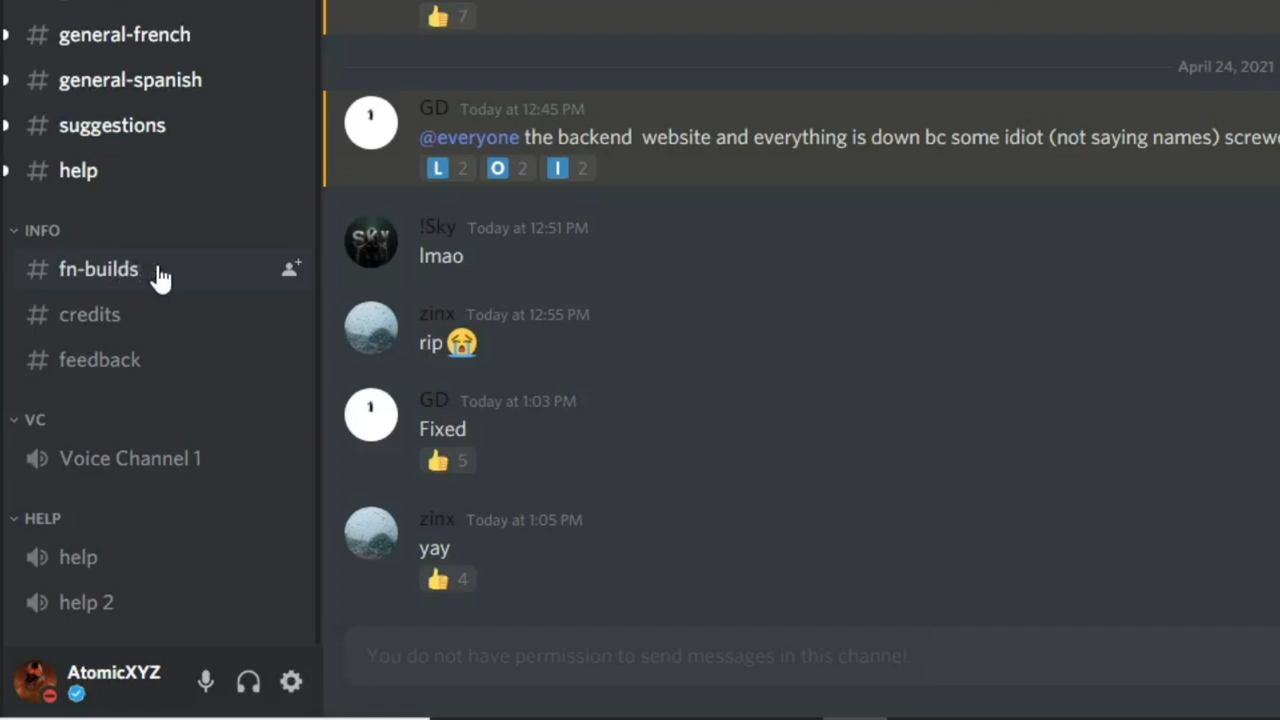 general-french
general-spanish
suggestions
help
INFO
fn-builds
credits
feedback
VC
Voice Channel 1
HELP
help
help 2
AtomicXYZ
👍 7
April 24, 2021
GD Today at 12:45 PM
@everyone the backend website and everything is down bc some idiot (not saying names) screw
L 2 O 2 I 2
!Sky Today at 12:51 PM
lmao
zinx Today at 12:55 PM
rip 😭
GD Today at 1:03 PM
Fixed
👍 5
zinx Today at 1:05 PM
yay
👍 4
You do not have permission to send messages in this channel.